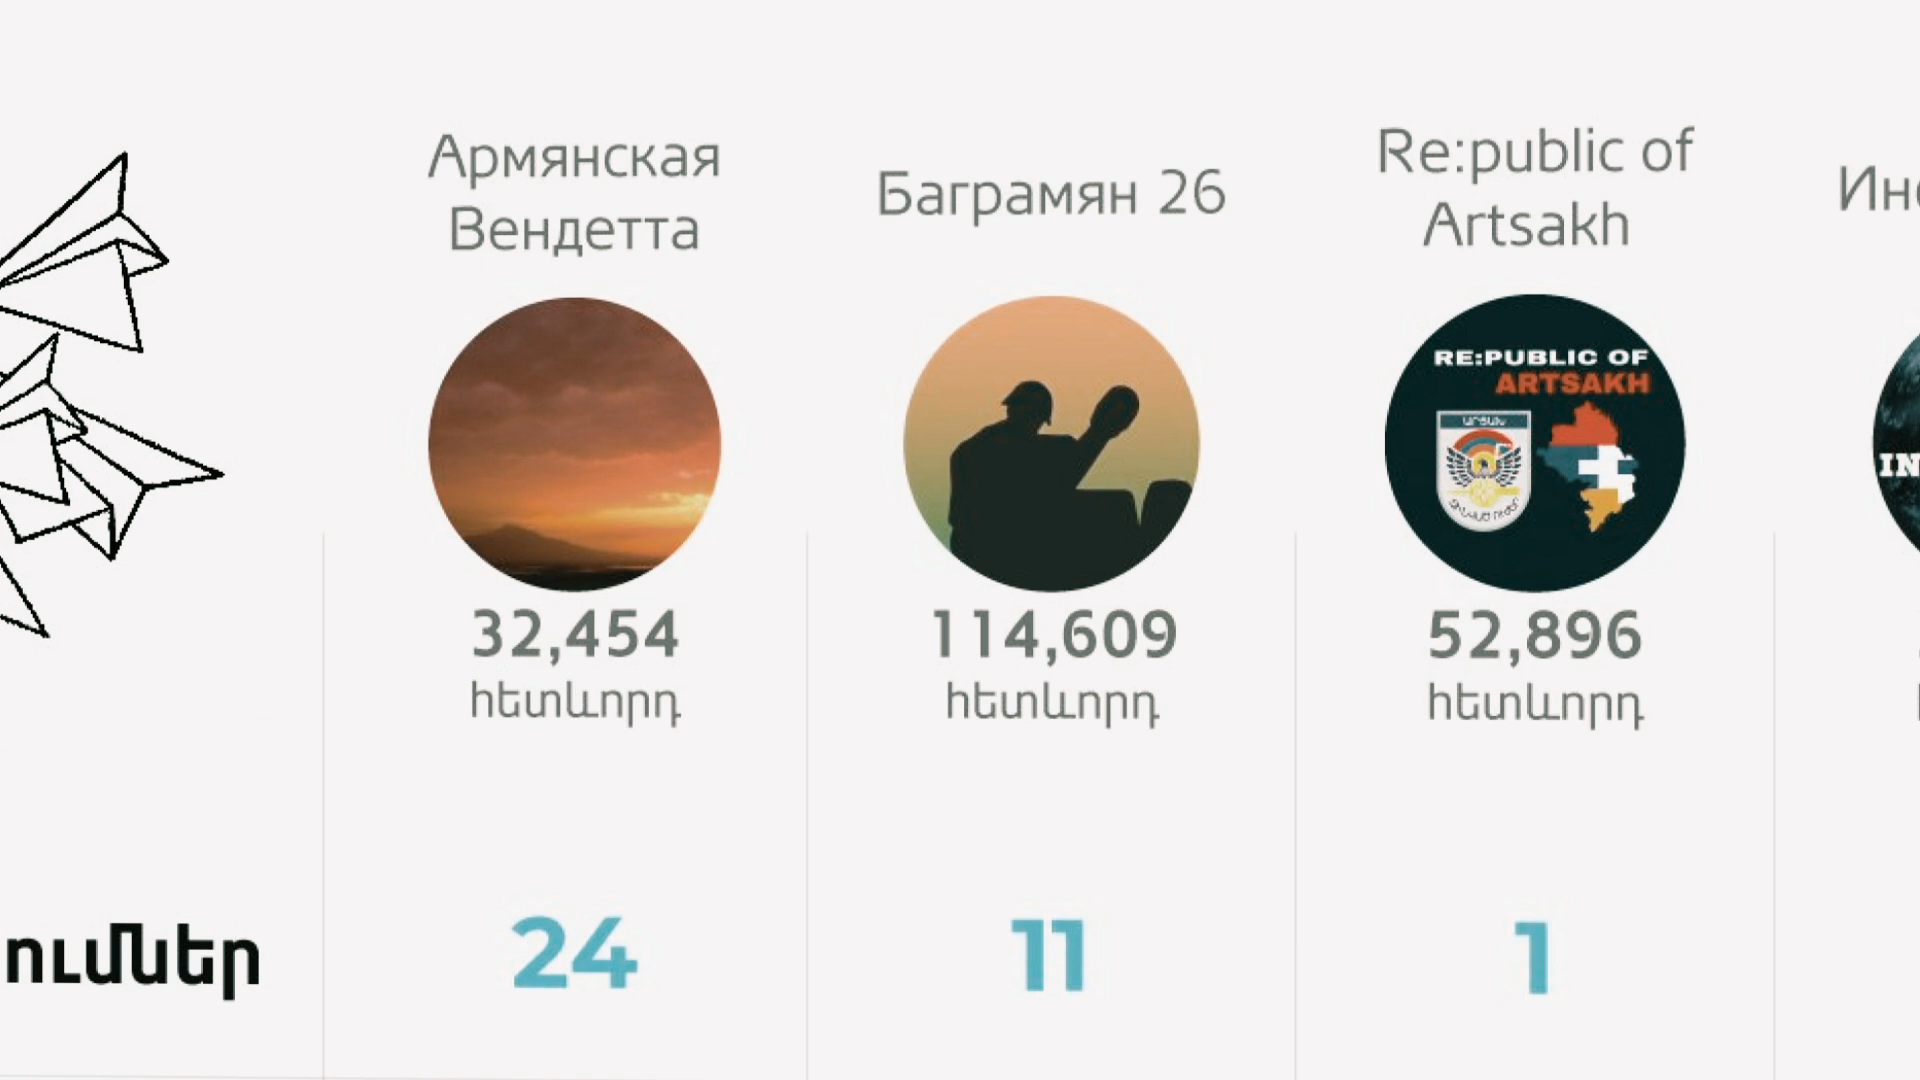 Армянская
Вендетта
32,454
հետևորդ
24
Баграмян 26
114,609
հետևորդ
11
Re:public of
Artsakh
RE:PUBLIC OF
ARTSAKH
ԱՐՑԱԽ
52,896
հետևորդ
1